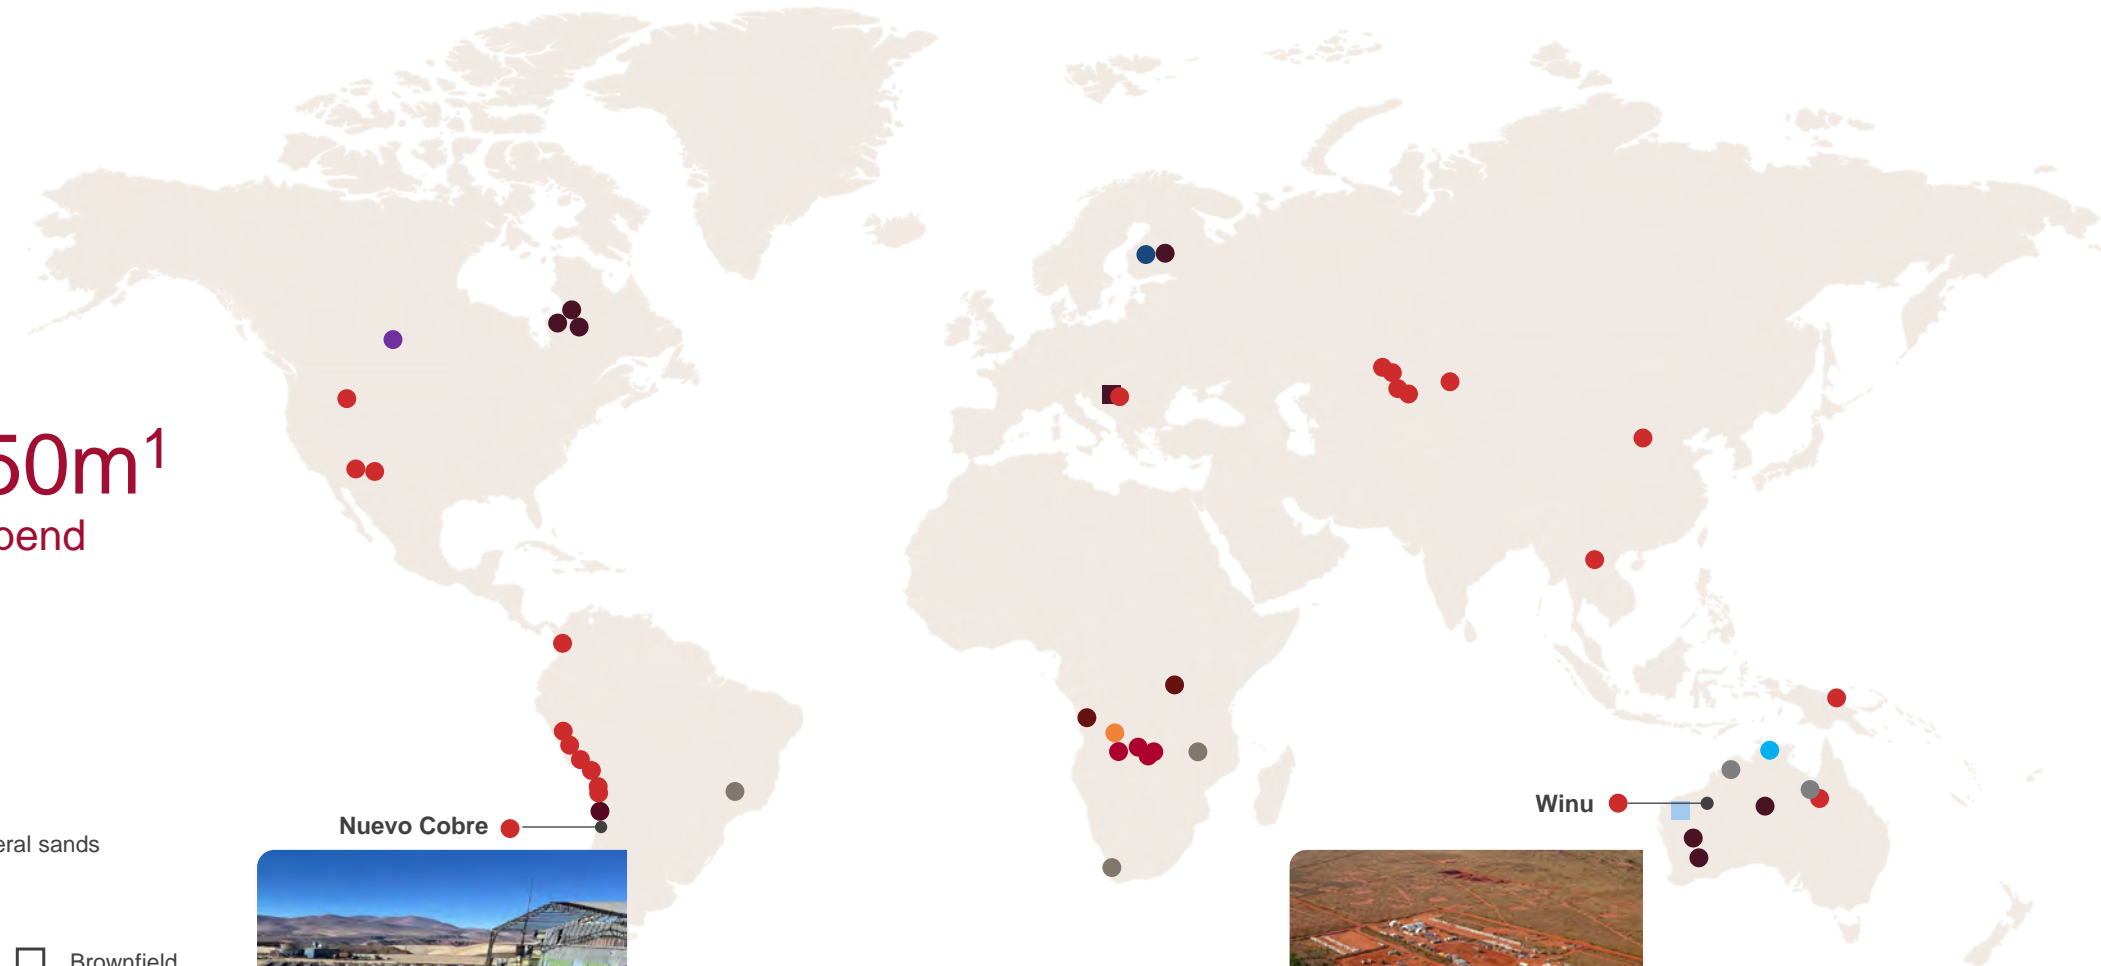 50m1
pend
Nuevo Cobre
Winu
eral sands
Brownfield